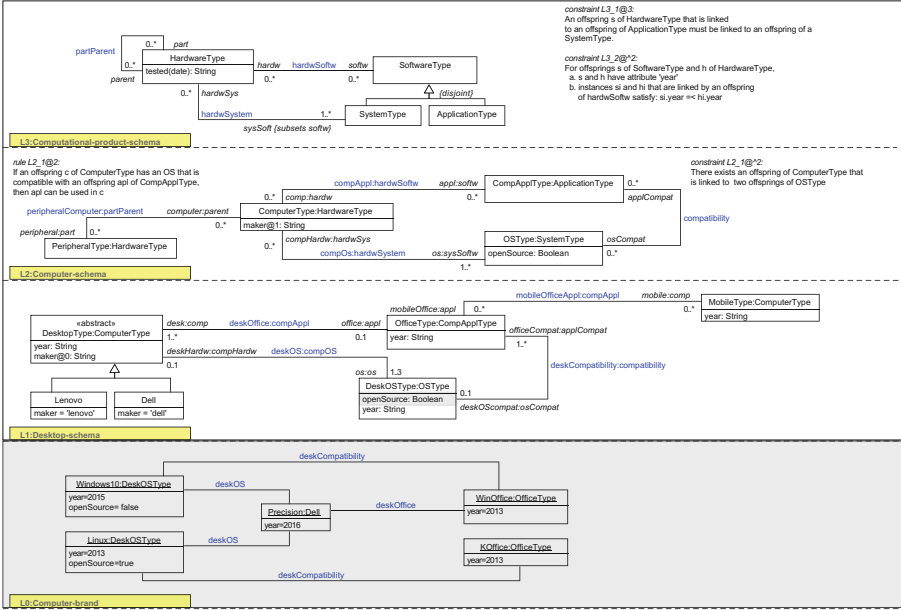 constraint L3_1@3:
An offspring s of HardwareType that is linked
to an offspring of ApplicationType must be linked to an offspring of a
SystemType.
constraint L3_2@^2:
For offsprings s of SoftwareType and h of HardwareType,
a. s and h have attribute 'year'
b. instances si and hi that are linked by an offspring
of hardwSoftw satisfy: si.year =< hi.year
partParent
0..*
part
0..*
parent
HardwareType
tested(date): String
hardw
hardwSoftw
softw
0..*
0..*
SoftwareType
{disjoint}
0..*
hardwSys
hardwSystem
1..*
sysSoft {subsets softw}
SystemType
ApplicationType
L3:Computational-product-schema
rule L2_1@2:
If an offspring c of ComputerType has an OS that is
compatible with an offspring apl of CompApplType,
then apl can be used in c
constraint L2_1@^2:
There exists an offspring of ComputerType that
is linked to two offsprings of OSType
compAppl:hardwSoftw
appl:softw
comp:hardw
0..*
0..*
CompApplType:ApplicationType
0..*
applCompat
compatibility
peripheralComputer:partParent
computer:parent
0..*
ComputerType:HardwareType
maker@1: String
peripheral:part
0..*
PeripheralType:HardwareType
0..*
compHardw:hardwSys
compOs:hardwSystem
os:sysSoftw
1..*
OSType:SystemType
openSource: Boolean
osCompat
0..*
L2:Computer-schema
mobileOfficeAppl:compAppl
mobile:comp
mobileOffice:appl
0..*
0..*
MobileType:ComputerType
year: String
«abstract»
DesktopType:ComputerType
year: String
maker@0: String
desk:comp
deskOffice:compAppl
office:appl
1..*
0..1
OfficeType:CompApplType
year: String
officeCompat:applCompat
1..*
deskHardw:compHardw
deskOS:compOS
0..1
os:os
1..3
deskCompatibility:compatibility
DeskOSType:OSType
openSource: Boolean
year: String
0..1
deskOScompat:osCompat
Lenovo
maker = 'lenovo'
Dell
maker = 'dell'
L1:Desktop-schema
deskCompatibility
Windows10:DeskOSType
year=2015
openSource= false
deskOS
Precision:Dell
year=2016
deskOffice
WinOffice:OfficeType
year=2013
Linux:DeskOSType
year=2013
openSource=true
deskOS
KOffice:OfficeType
year=2013
deskCompatibility
L0:Computer-brand